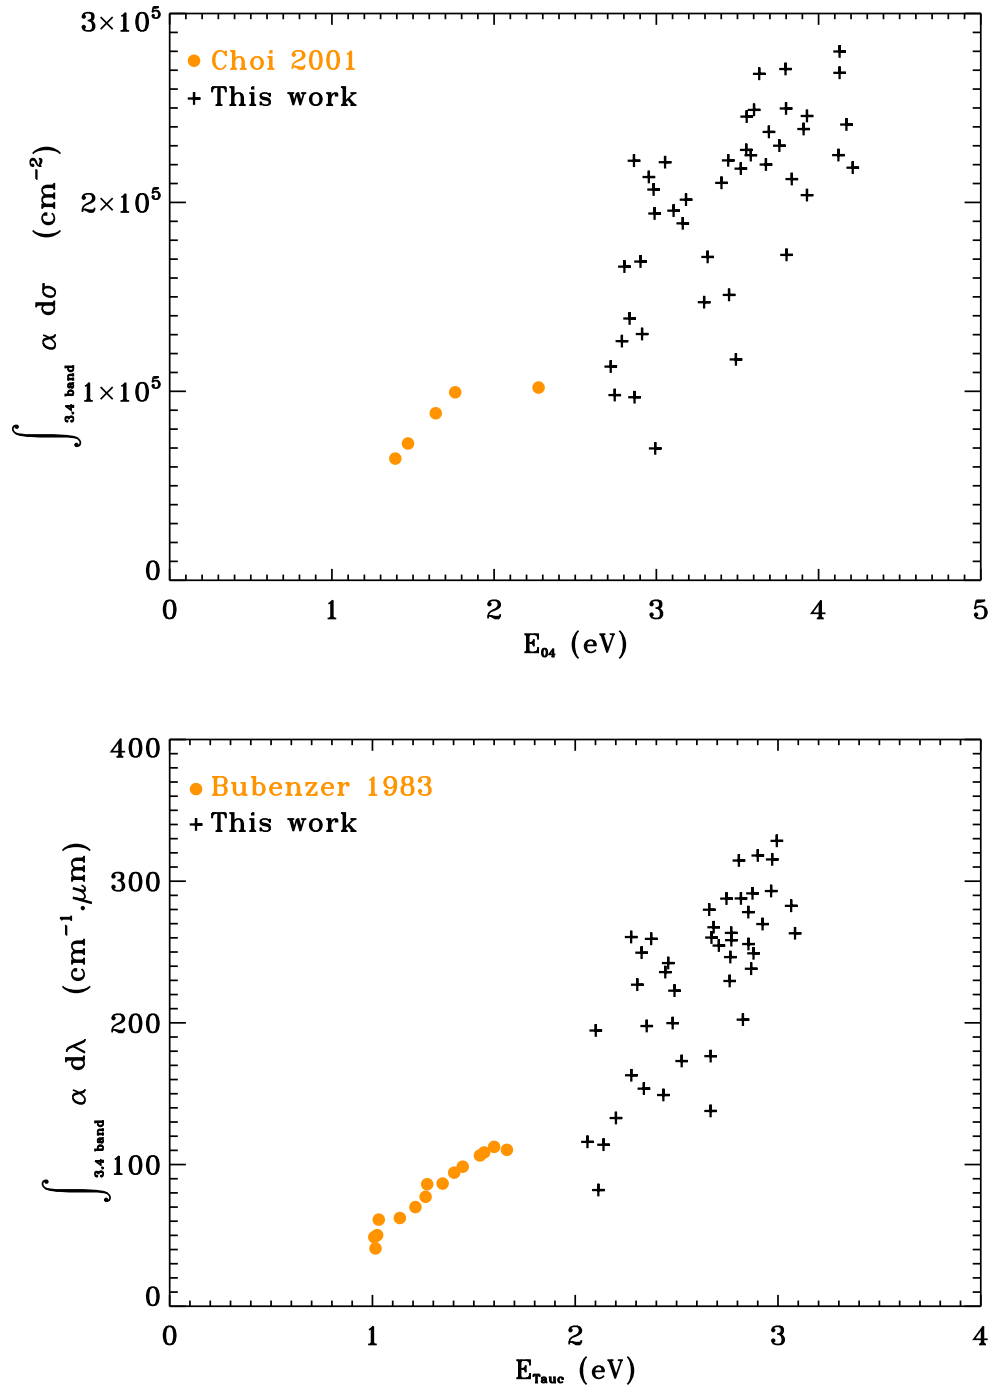 3×10⁵
Choi 2001
This work
2×10⁵
1×10⁵
0
∫3.4 band α dσ (cm⁻²)
0 1 2 3 4 5
E04 (eV)
400
Bubenzer 1983
This work
300
200
100
0
∫3.4 band α dλ (cm⁻¹.μm)
0 1 2 3 4
ETauc (eV)